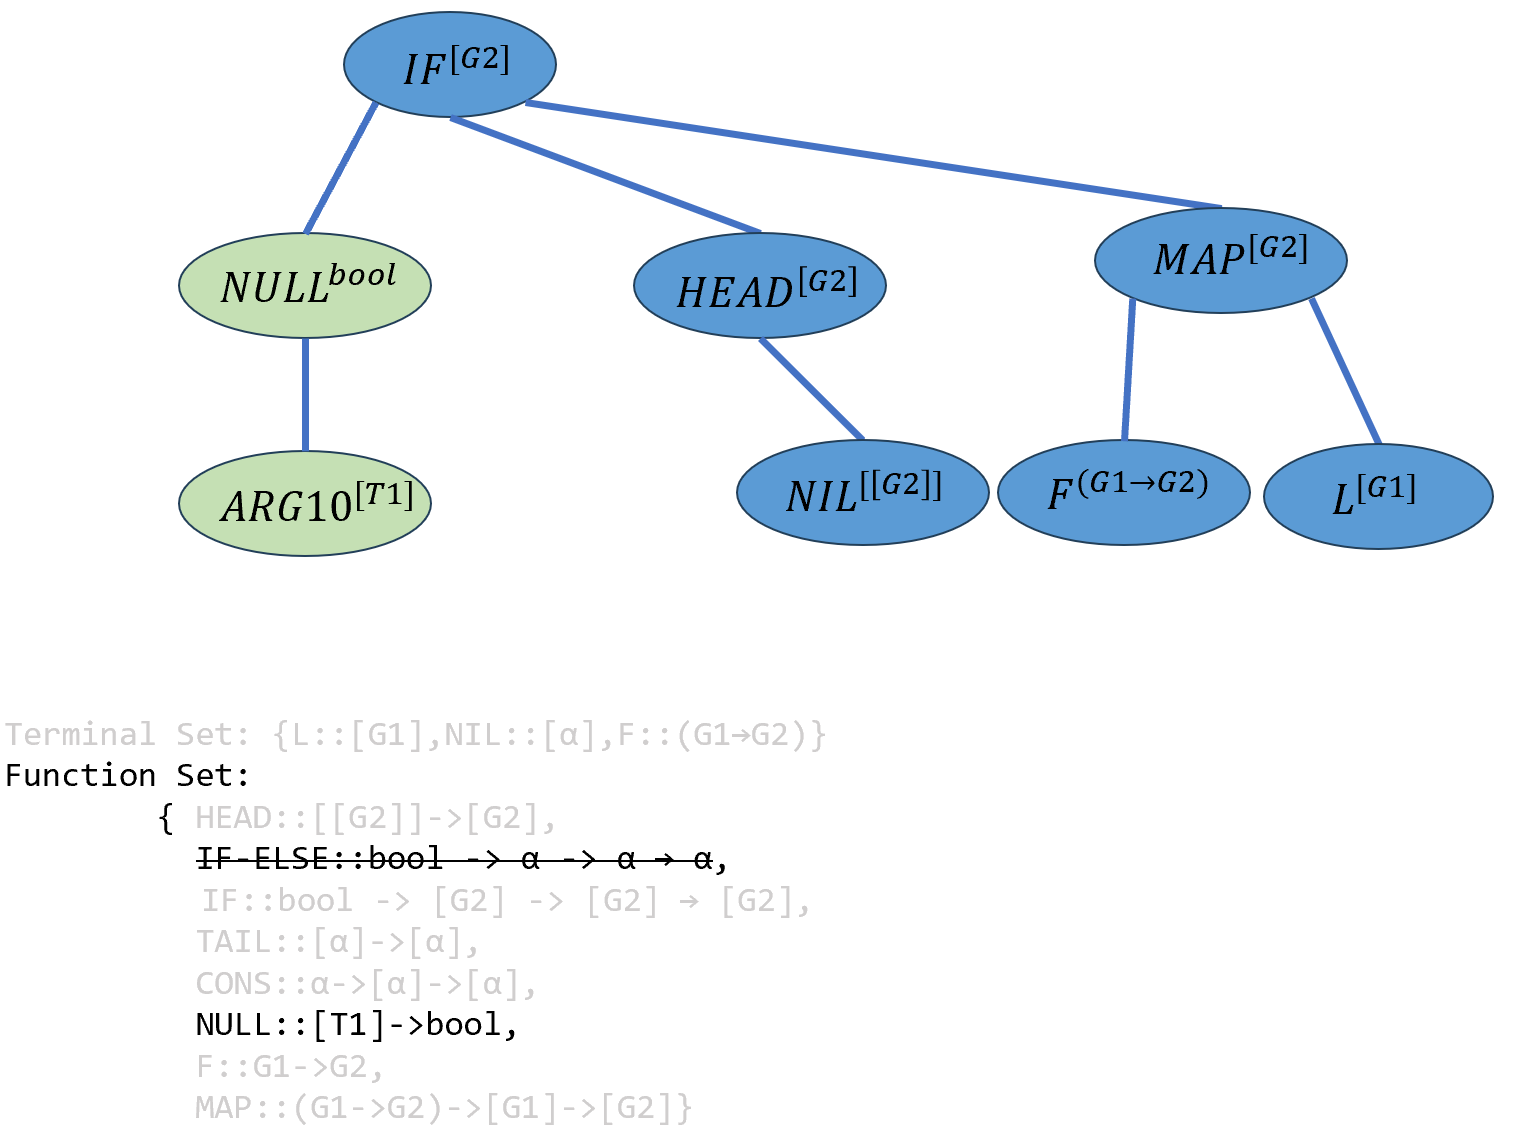 IF[G2]
NULLbool
HEAD[G2]
MAP[G2]
ARG10[T1]
NIL[[G2]]
F(G1→G2)
L[G1]
Terminal Set: {L::[G1],NIL::[α],F::(G1→G2)}
Function Set:
{ HEAD::[[G2]]->[G2],
IF-ELSE::bool -> α -> α → α,
IF::bool -> [G2] -> [G2] → [G2],
TAIL::[α]->[α],
CONS::α->[α]->[α],
NULL::[T1]->bool,
F::G1->G2,
MAP::(G1->G2)->[G1]->[G2]}